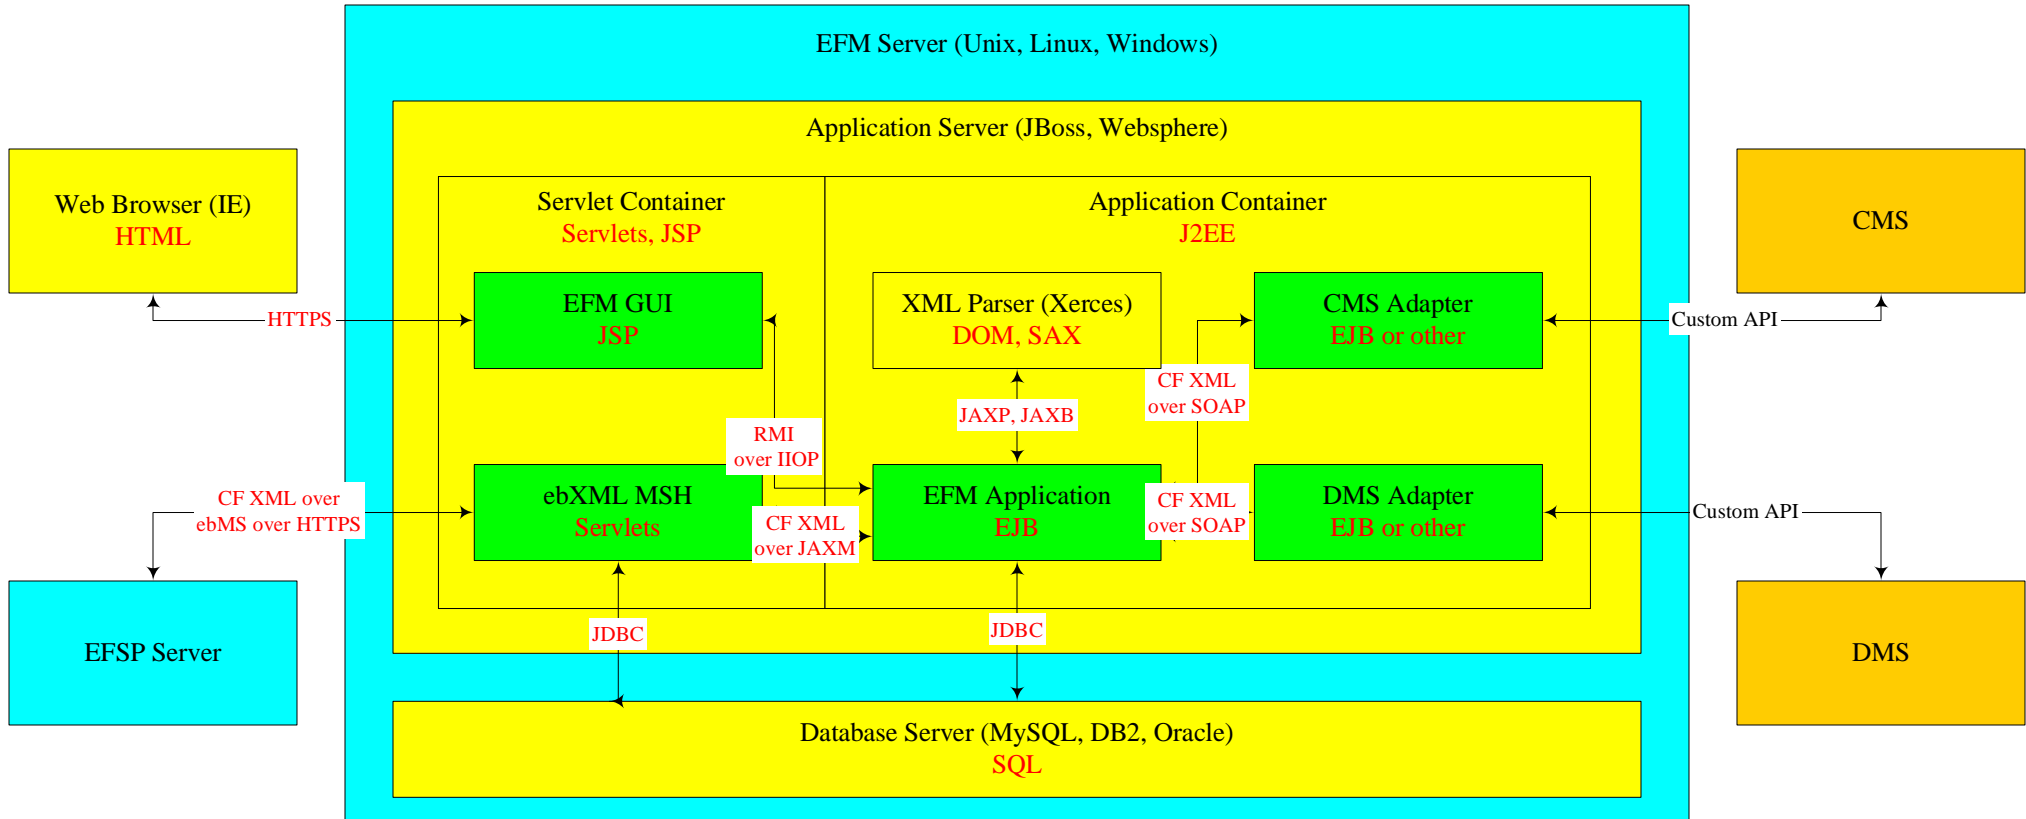 EFM Server (Unix, Linux, Windows)
Application Server (JBoss, Websphere)
Web Browser (IE)
HTML
Servlet Container
Servlets, JSP
Application Container
J2EE
CMS
EFM GUI
JSP
XML Parser (Xerces)
DOM, SAX
CMS Adapter
EJB or other
HTTPS
Custom API
CF XML
over SOAP
JAXP, JAXB
RMI
over IIOP
CF XML over
ebMS over HTTPS
ebXML MSH
Servlets
CF XML
over JAXM
EFM Application
EJB
CF XML
over SOAP
DMS Adapter
EJB or other
Custom API
EFSP Server
JDBC
JDBC
DMS
Database Server (MySQL, DB2, Oracle)
SQL